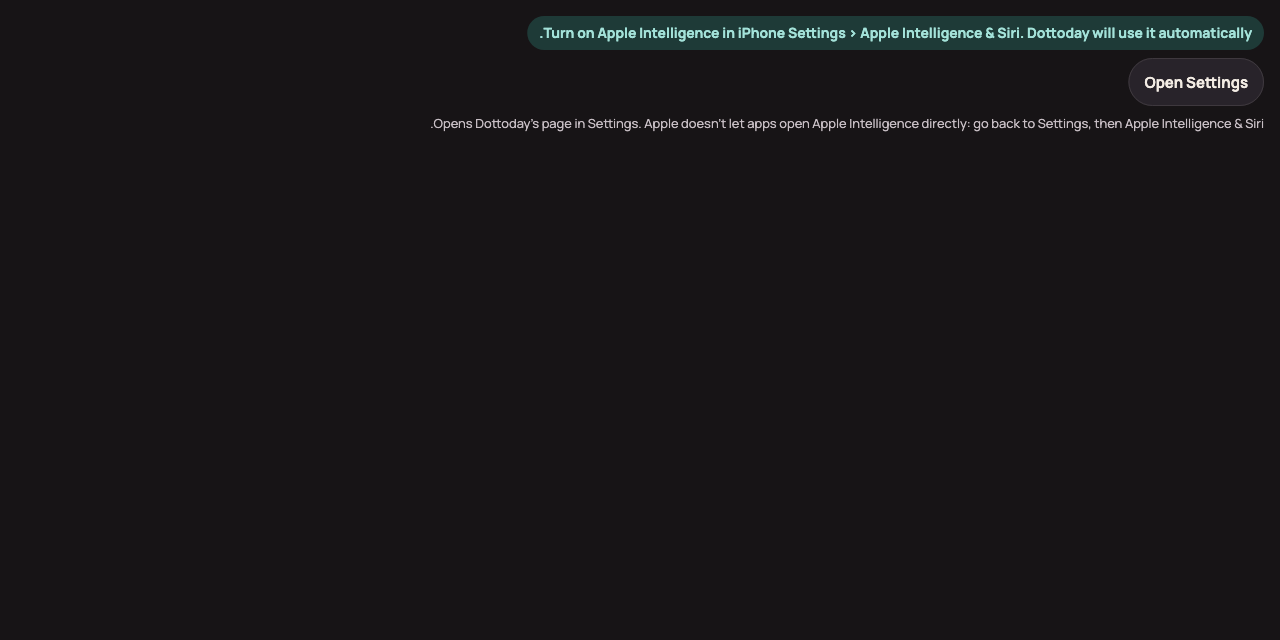 .Turn on Apple Intelligence in iPhone Settings > Apple Intelligence & Siri. Dottoday will use it automatically
Open Settings
.Opens Dottoday's page in Settings. Apple doesn't let apps open Apple Intelligence directly: go back to Settings, then Apple Intelligence & Siri